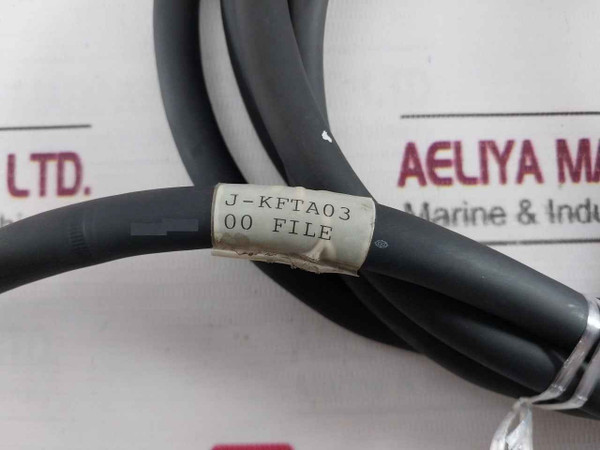 J-KFTA03
00 FILE
LTD.
AELIYA MA
Marine & Indu